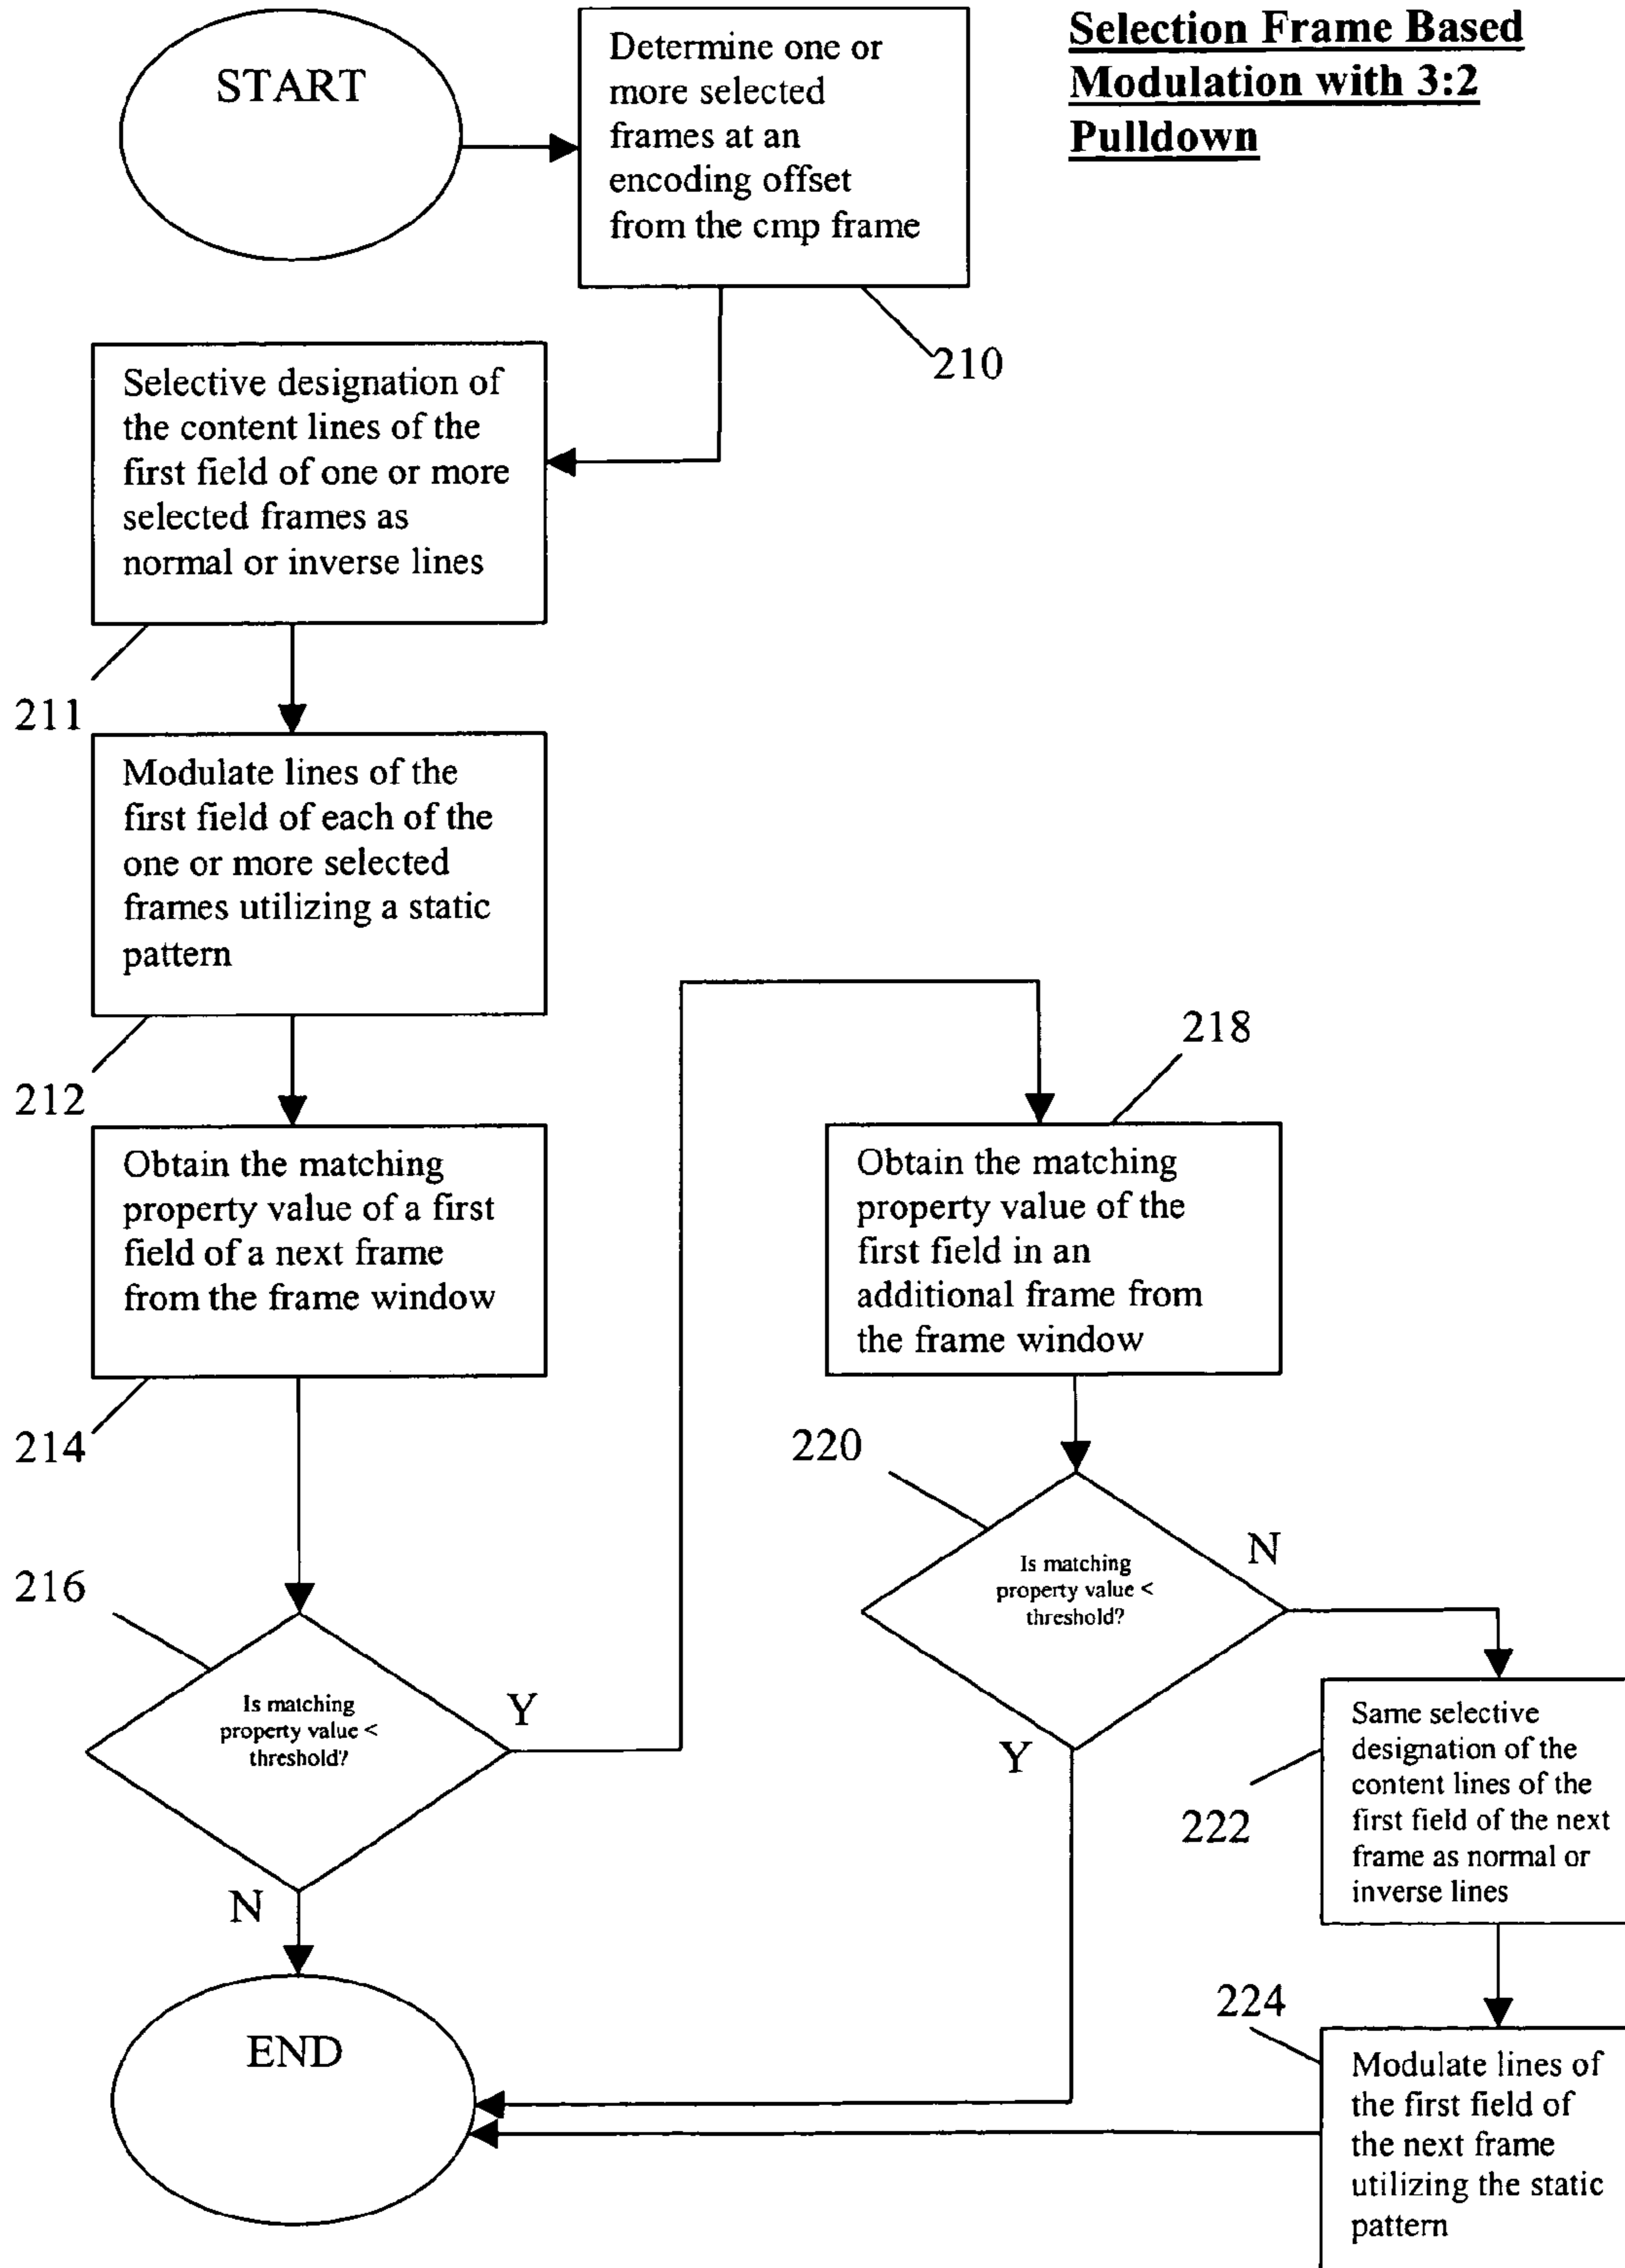 Selection Frame Based
Modulation with 3:2
Pulldown
START
Determine one or
more selected
frames at an
encoding offset
from the cmp frame
210
Selective designation of
the content lines of the
first field of one or more
selected frames as
normal or inverse lines
211
Modulate lines of the
first field of each of the
one or more selected
frames utilizing a static
pattern
212
Obtain the matching
property value of a first
field of a next frame
from the frame window
214
216
Is matching
property value <
threshold?
Y
N
218
Obtain the matching
property value of the
first field in an
additional frame from
the frame window
220
Is matching
property value <
threshold?
N
Y
Same selective
designation of the
content lines of the
first field of the next
frame as normal or
inverse lines
222
224
Modulate lines of
the first field of
the next frame
utilizing the static
pattern
END